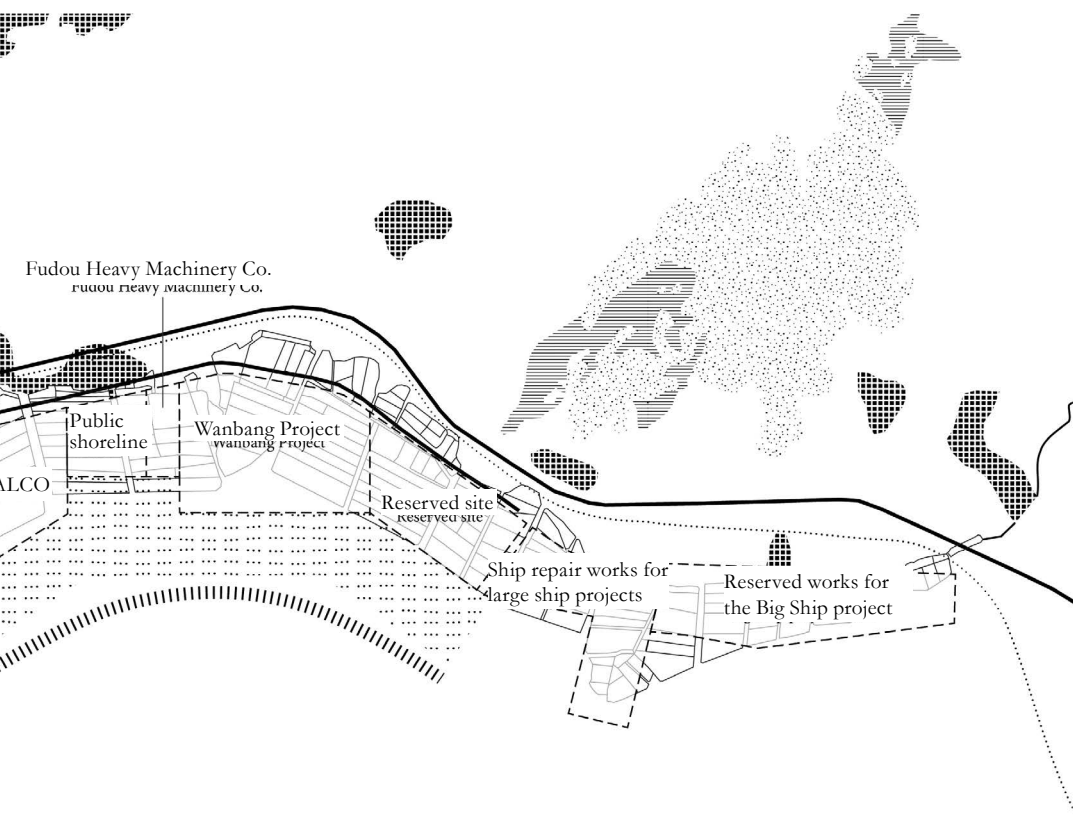 Fudou Heavy Machinery Co.
Fudou Heavy Machinery Co.
Public
shoreline
Wanbang Project
Wanbang Project
ALCO
Reserved site
Reserved site
Ship repair works for
large ship projects
Reserved works for
the Big Ship project